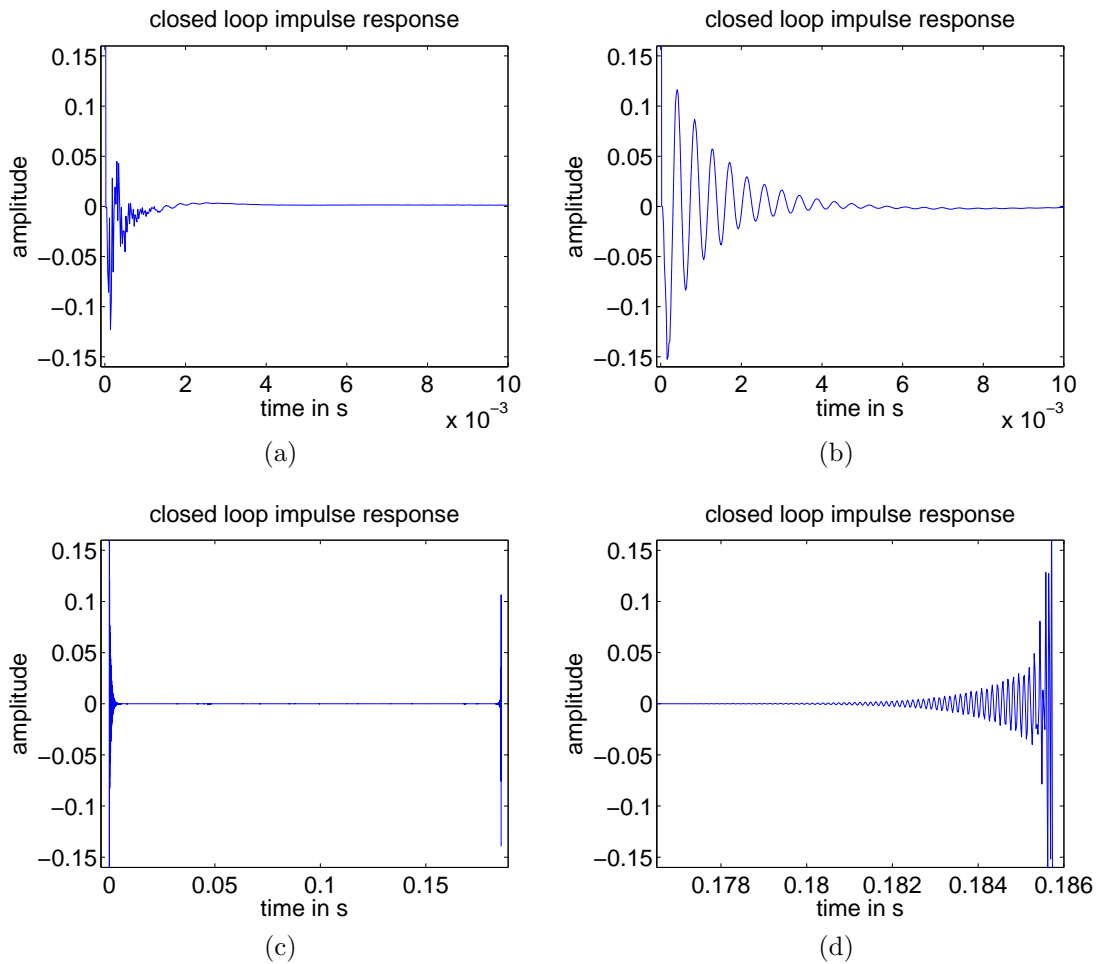 closed loop impulse response
0.15
0.1
0.05
0
−0.05
−0.1
−0.15
amplitude
0 2 4 6 8 10
time in s
x 10−3
(a)
closed loop impulse response
0.15
0.1
0.05
0
−0.05
−0.1
−0.15
amplitude
0 2 4 6 8 10
time in s
x 10−3
(b)
closed loop impulse response
0.15
0.1
0.05
0
−0.05
−0.1
−0.15
amplitude
0 0.05 0.1 0.15
time in s
(c)
closed loop impulse response
0.15
0.1
0.05
0
−0.05
−0.1
−0.15
amplitude
0.178 0.18 0.182 0.184 0.186
time in s
(d)